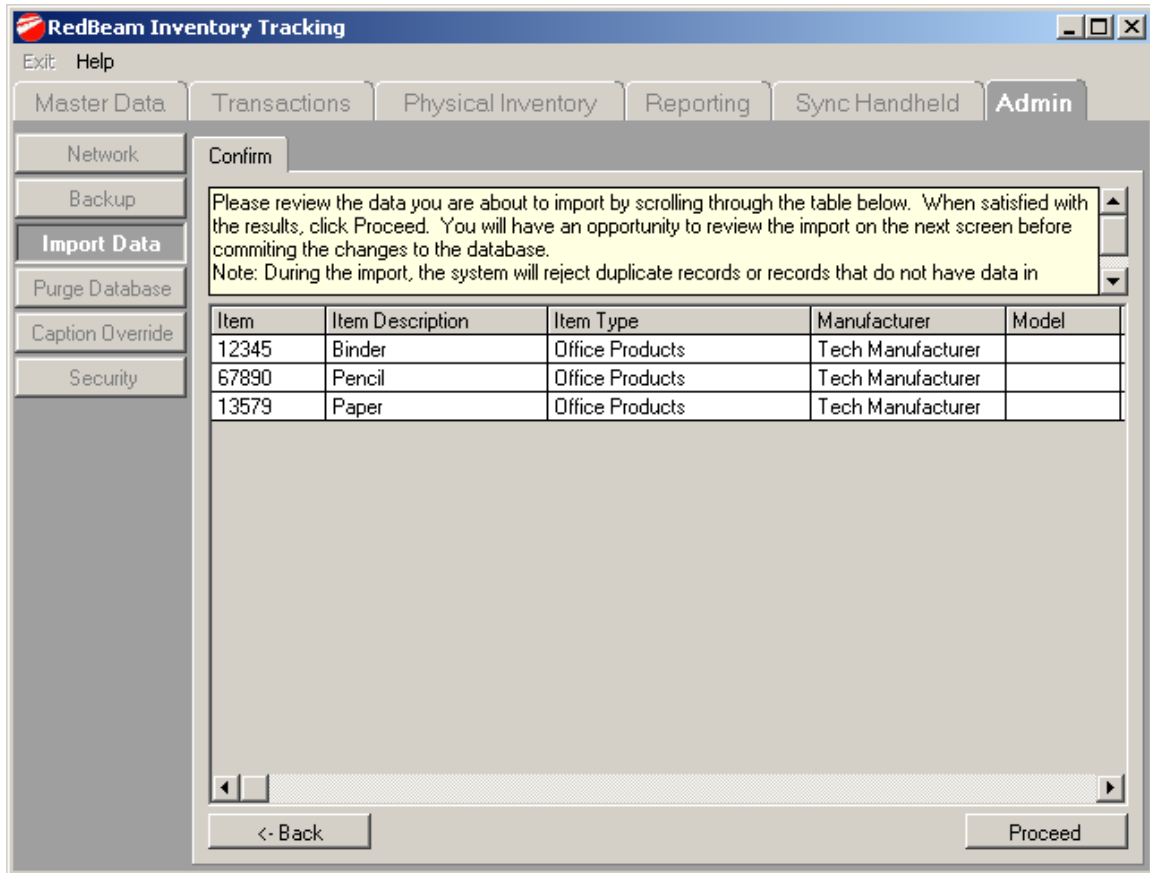 RedBeam Inventory Tracking
Exit Help
Master Data Transactions Physical Inventory Reporting Sync Handheld Admin
Network
Backup
Import Data
Purge Database
Caption Override
Security
Confirm
Please review the data you are about to import by scrolling through the table below. When satisfied with
the results, click Proceed. You will have an opportunity to review the import on the next screen before
commiting the changes to the database.
Note: During the import, the system will reject duplicate records or records that do not have data in
Item Item Description Item Type Manufacturer Model
12345 Binder Office Products Tech Manufacturer
67890 Pencil Office Products Tech Manufacturer
13579 Paper Office Products Tech Manufacturer
<- Back Proceed